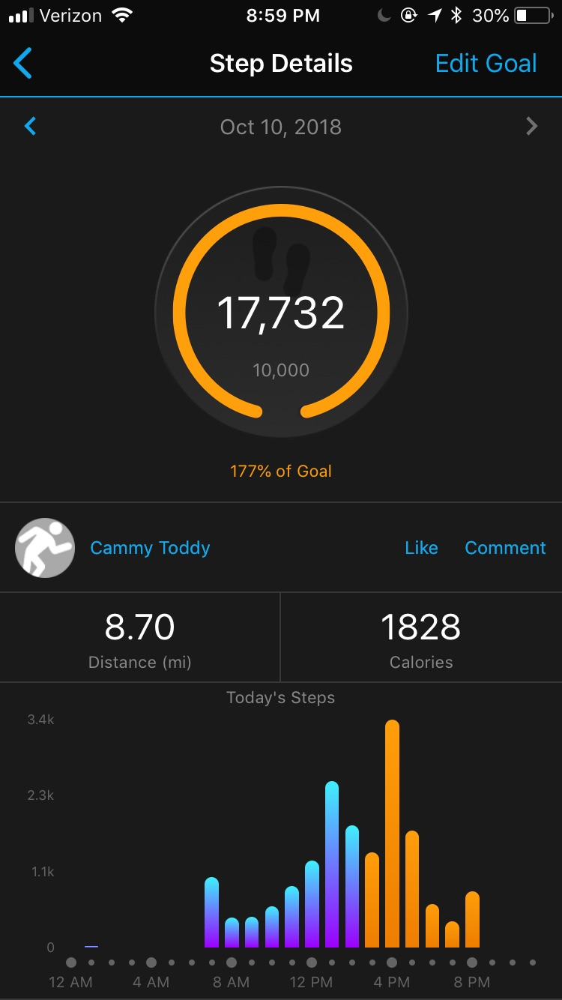 Verizon 8:59 PM 30%
Step Details Edit Goal
Oct 10, 2018
17,732
10,000
177% of Goal
Cammy Toddy Like Comment
8.70 1828
Distance (mi) Calories
Today's Steps
3.4k
2.3k
1.1k
0
12 AM 4 AM 8 AM 12 PM 4 PM 8 PM